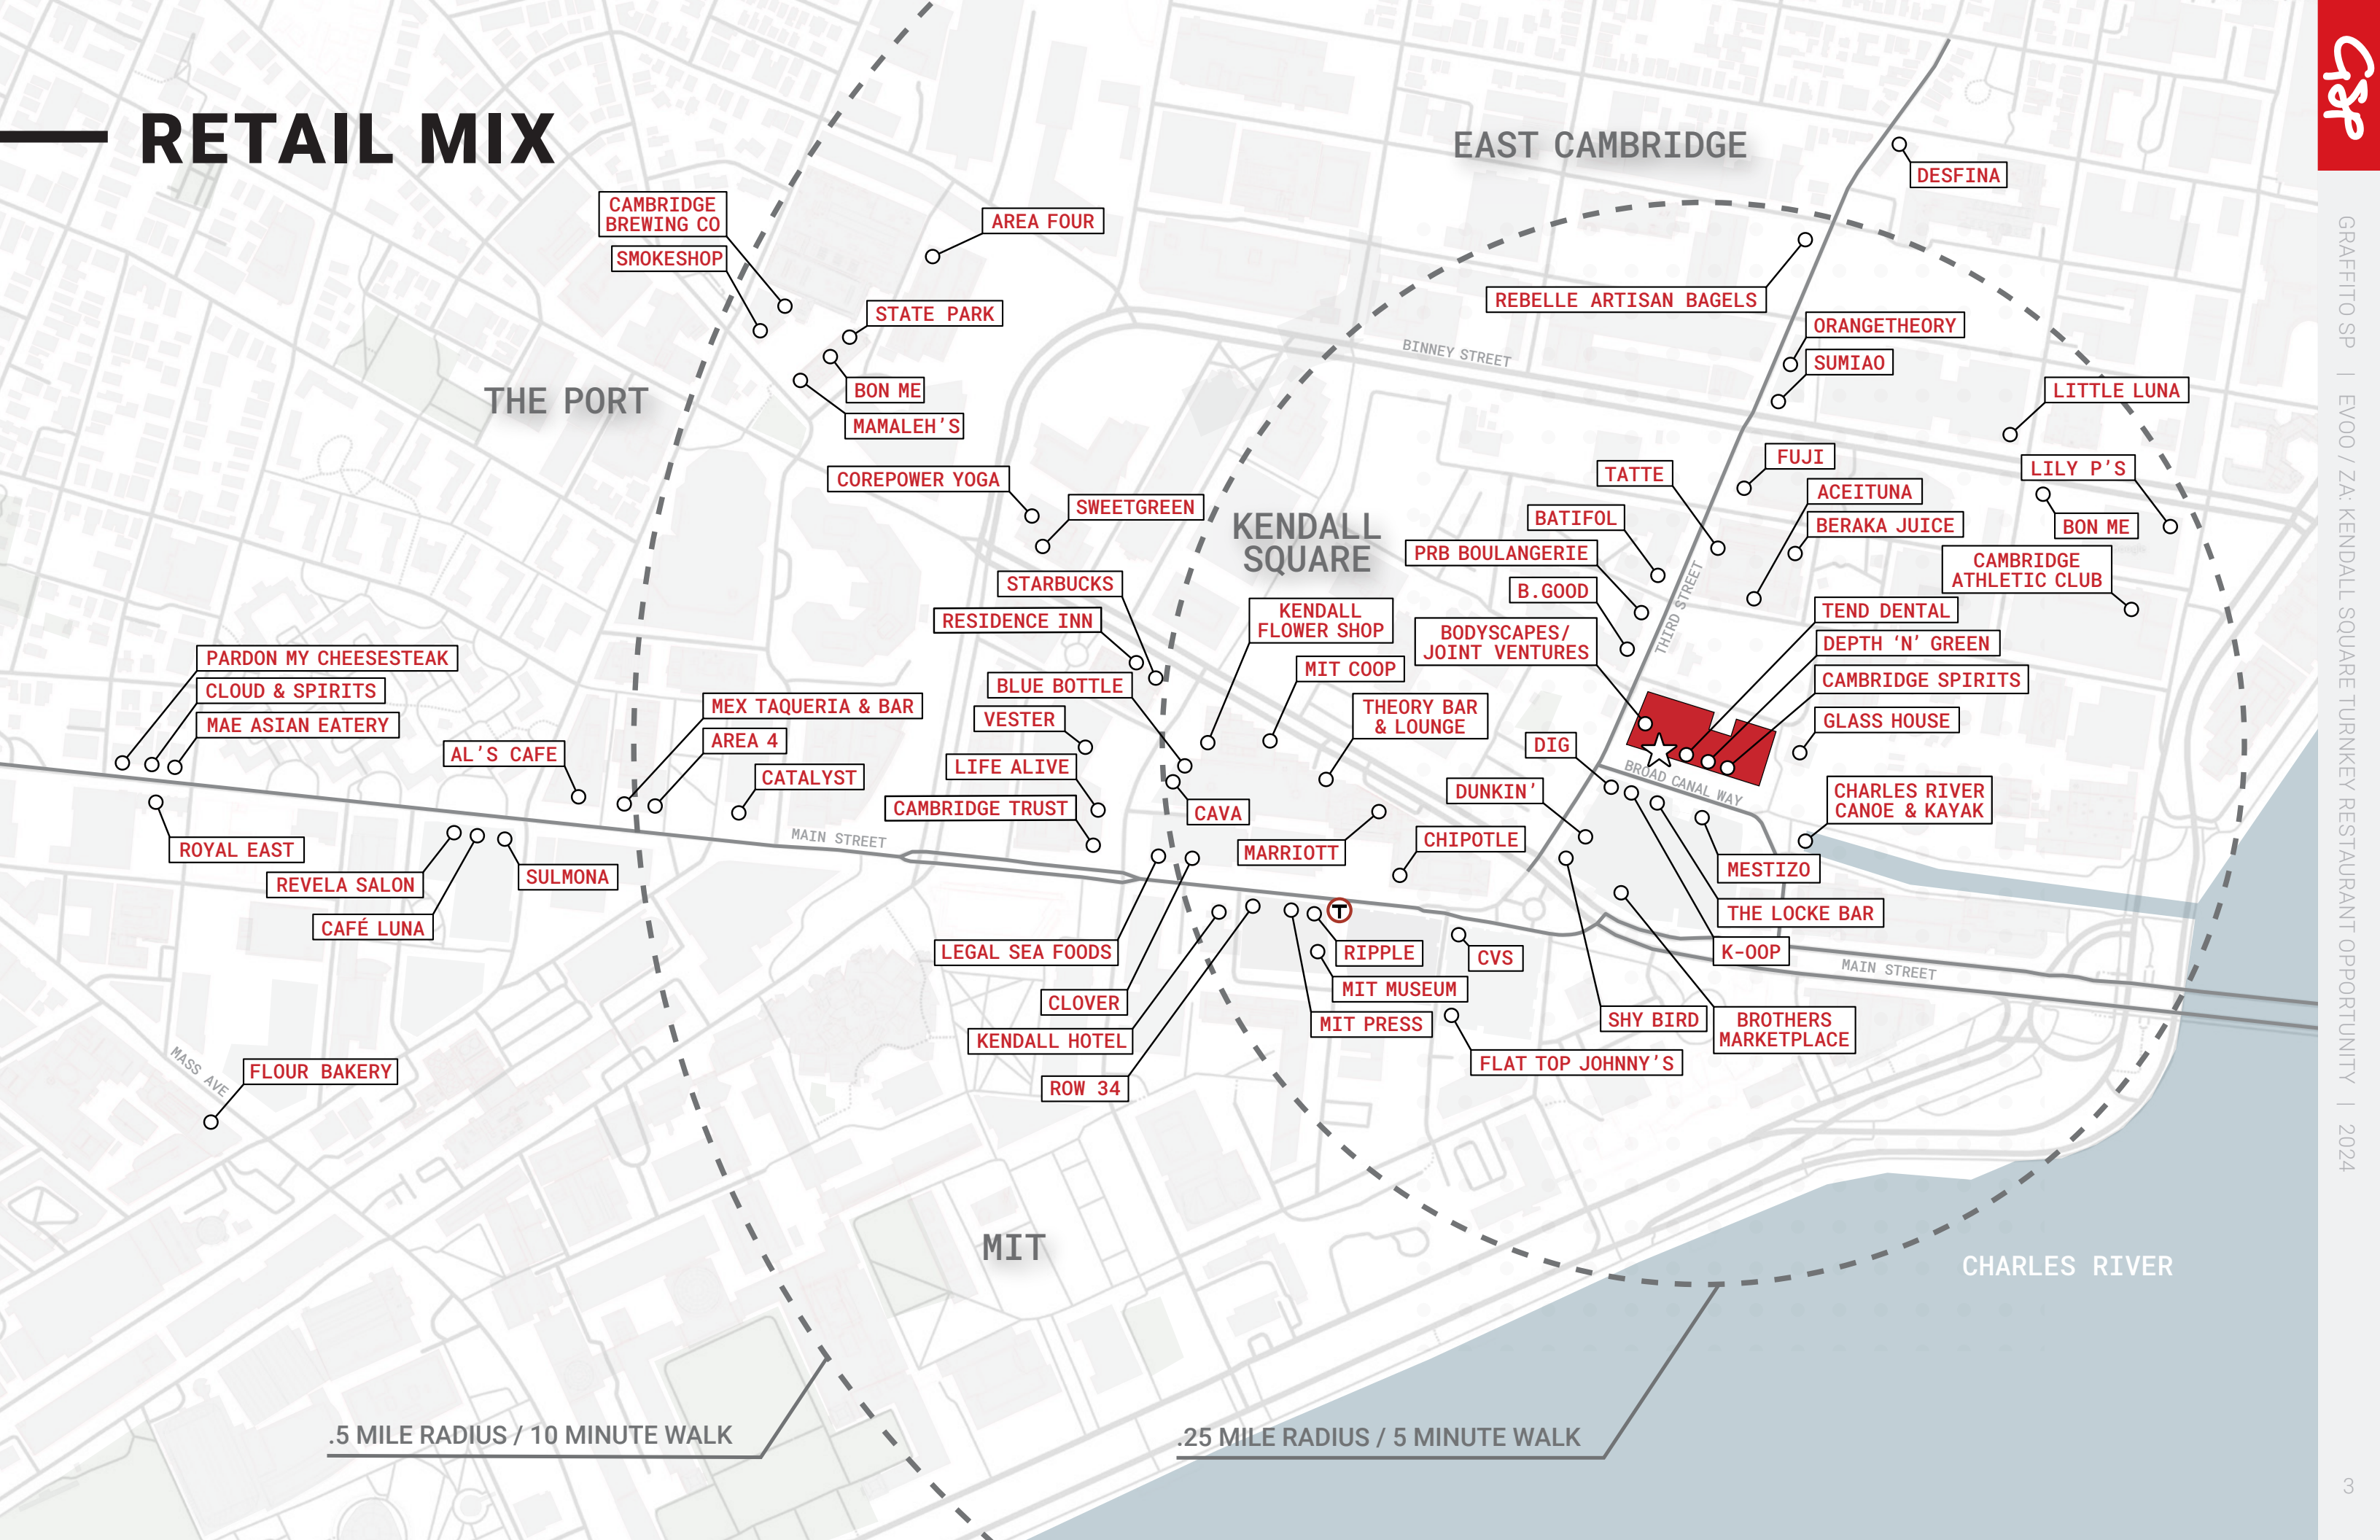 RETAIL MIX
EAST CAMBRIDGE
DESFINA
CAMBRIDGE
BREWING CO
SMOKESHOP
AREA FOUR
STATE PARK
BON ME
MAMALEH'S
THE PORT
REBELLE ARTISAN BAGELS
BINNEY STREET
ORANGETHEORY
SUMIAO
LITTLE LUNA
FUJI
LILY P'S
TATTE
ACEITUNA
BERAKA JUICE
BON ME
COREPOWER YOGA
SWEETGREEN
KENDALL
SQUARE
BATIFOL
PRB BOULANGERIE
B.GOOD
BODYSCAPES/
JOINT VENTURES
THIRD STREET
CAMBRIDGE
ATHLETIC CLUB
TEND DENTAL
DEPTH ‘N’ GREEN
CAMBRIDGE SPIRITS
GLASS HOUSE
STARBUCKS
RESIDENCE INN
KENDALL
FLOWER SHOP
MIT COOP
BLUE BOTTLE
VESTER
THEORY BAR
& LOUNGE
LIFE ALIVE
CAMBRIDGE TRUST
CAVA
PARDON MY CHEESESTEAK
CLOUD & SPIRITS
MAE ASIAN EATERY
AL'S CAFE
MEX TAQUERIA & BAR
AREA 4
CATALYST
MAIN STREET
DIG
DUNKIN’
BROAD CANAL WAY
CHARLES RIVER
CANOE & KAYAK
MARRIOTT
CHIPOTLE
MESTIZO
THE LOCKE BAR
K-OOP
MAIN STREET
ROYAL EAST
REVELA SALON
CAFÉ LUNA
SULMONA
LEGAL SEA FOODS
CLOVER
KENDALL HOTEL
ROW 34
T
RIPPLE
MIT MUSEUM
MIT PRESS
CVS
FLAT TOP JOHNNY'S
SHY BIRD
BROTHERS
MARKETPLACE
MASS AVE
FLOUR BAKERY
MIT
CHARLES RIVER
.5 MILE RADIUS / 10 MINUTE WALK
.25 MILE RADIUS / 5 MINUTE WALK
GSP
GRAFFITO SP | EVOO / ZA: KENDALL SQUARE TURNKEY RESTAURANT OPPORTUNITY | 2024
3